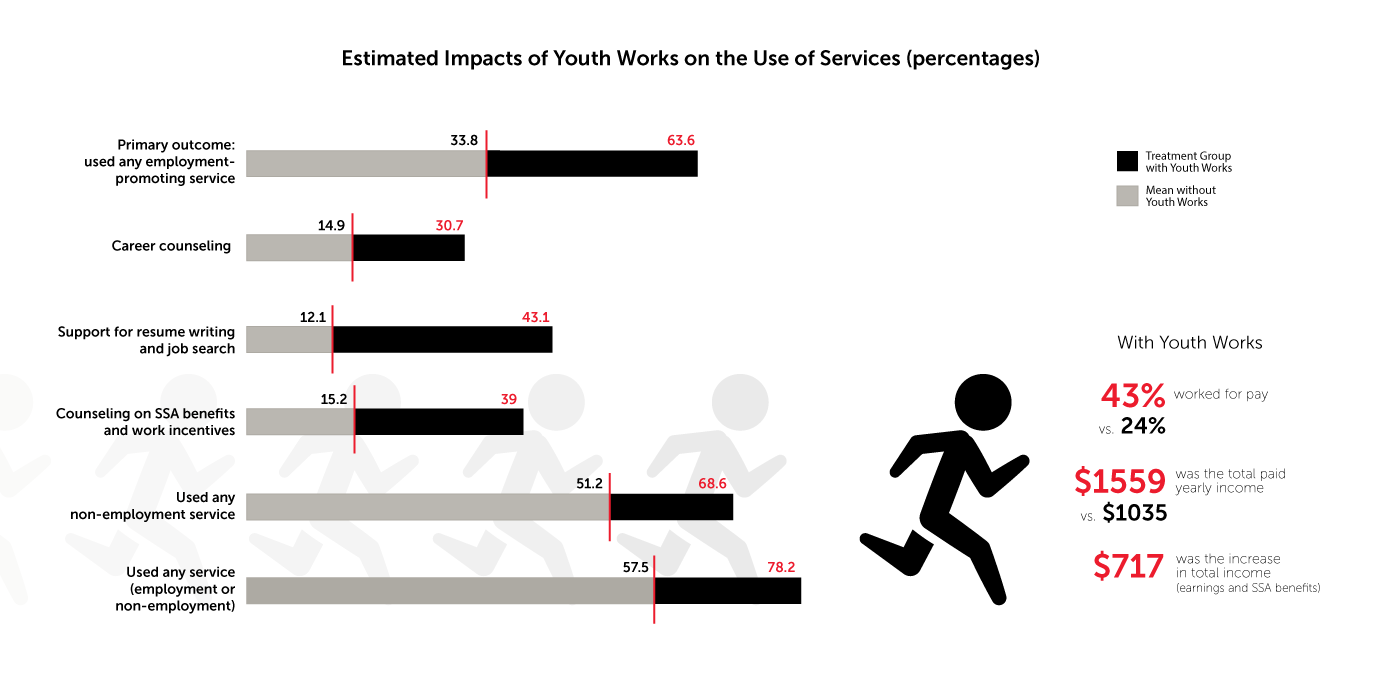 Estimated Impacts of Youth Works on the Use of Services (percentages)
Primary outcome:
used any employment-
promoting service
33.8
63.6
Treatment Group
with Youth Works
Mean without
Youth Works
Career counseling
14.9
30.7
Support for resume writing
and job search
12.1
43.1
Counseling on SSA benefits
and work incentives
15.2
39
Used any
non-employment service
51.2
68.6
Used any service
(employment or
non-employment)
57.5
78.2
With Youth Works
43% worked for pay
vs. 24%
$1559 was the total paid
yearly income
vs. $1035
$717 was the increase
in total income
(earnings and SSA benefits)